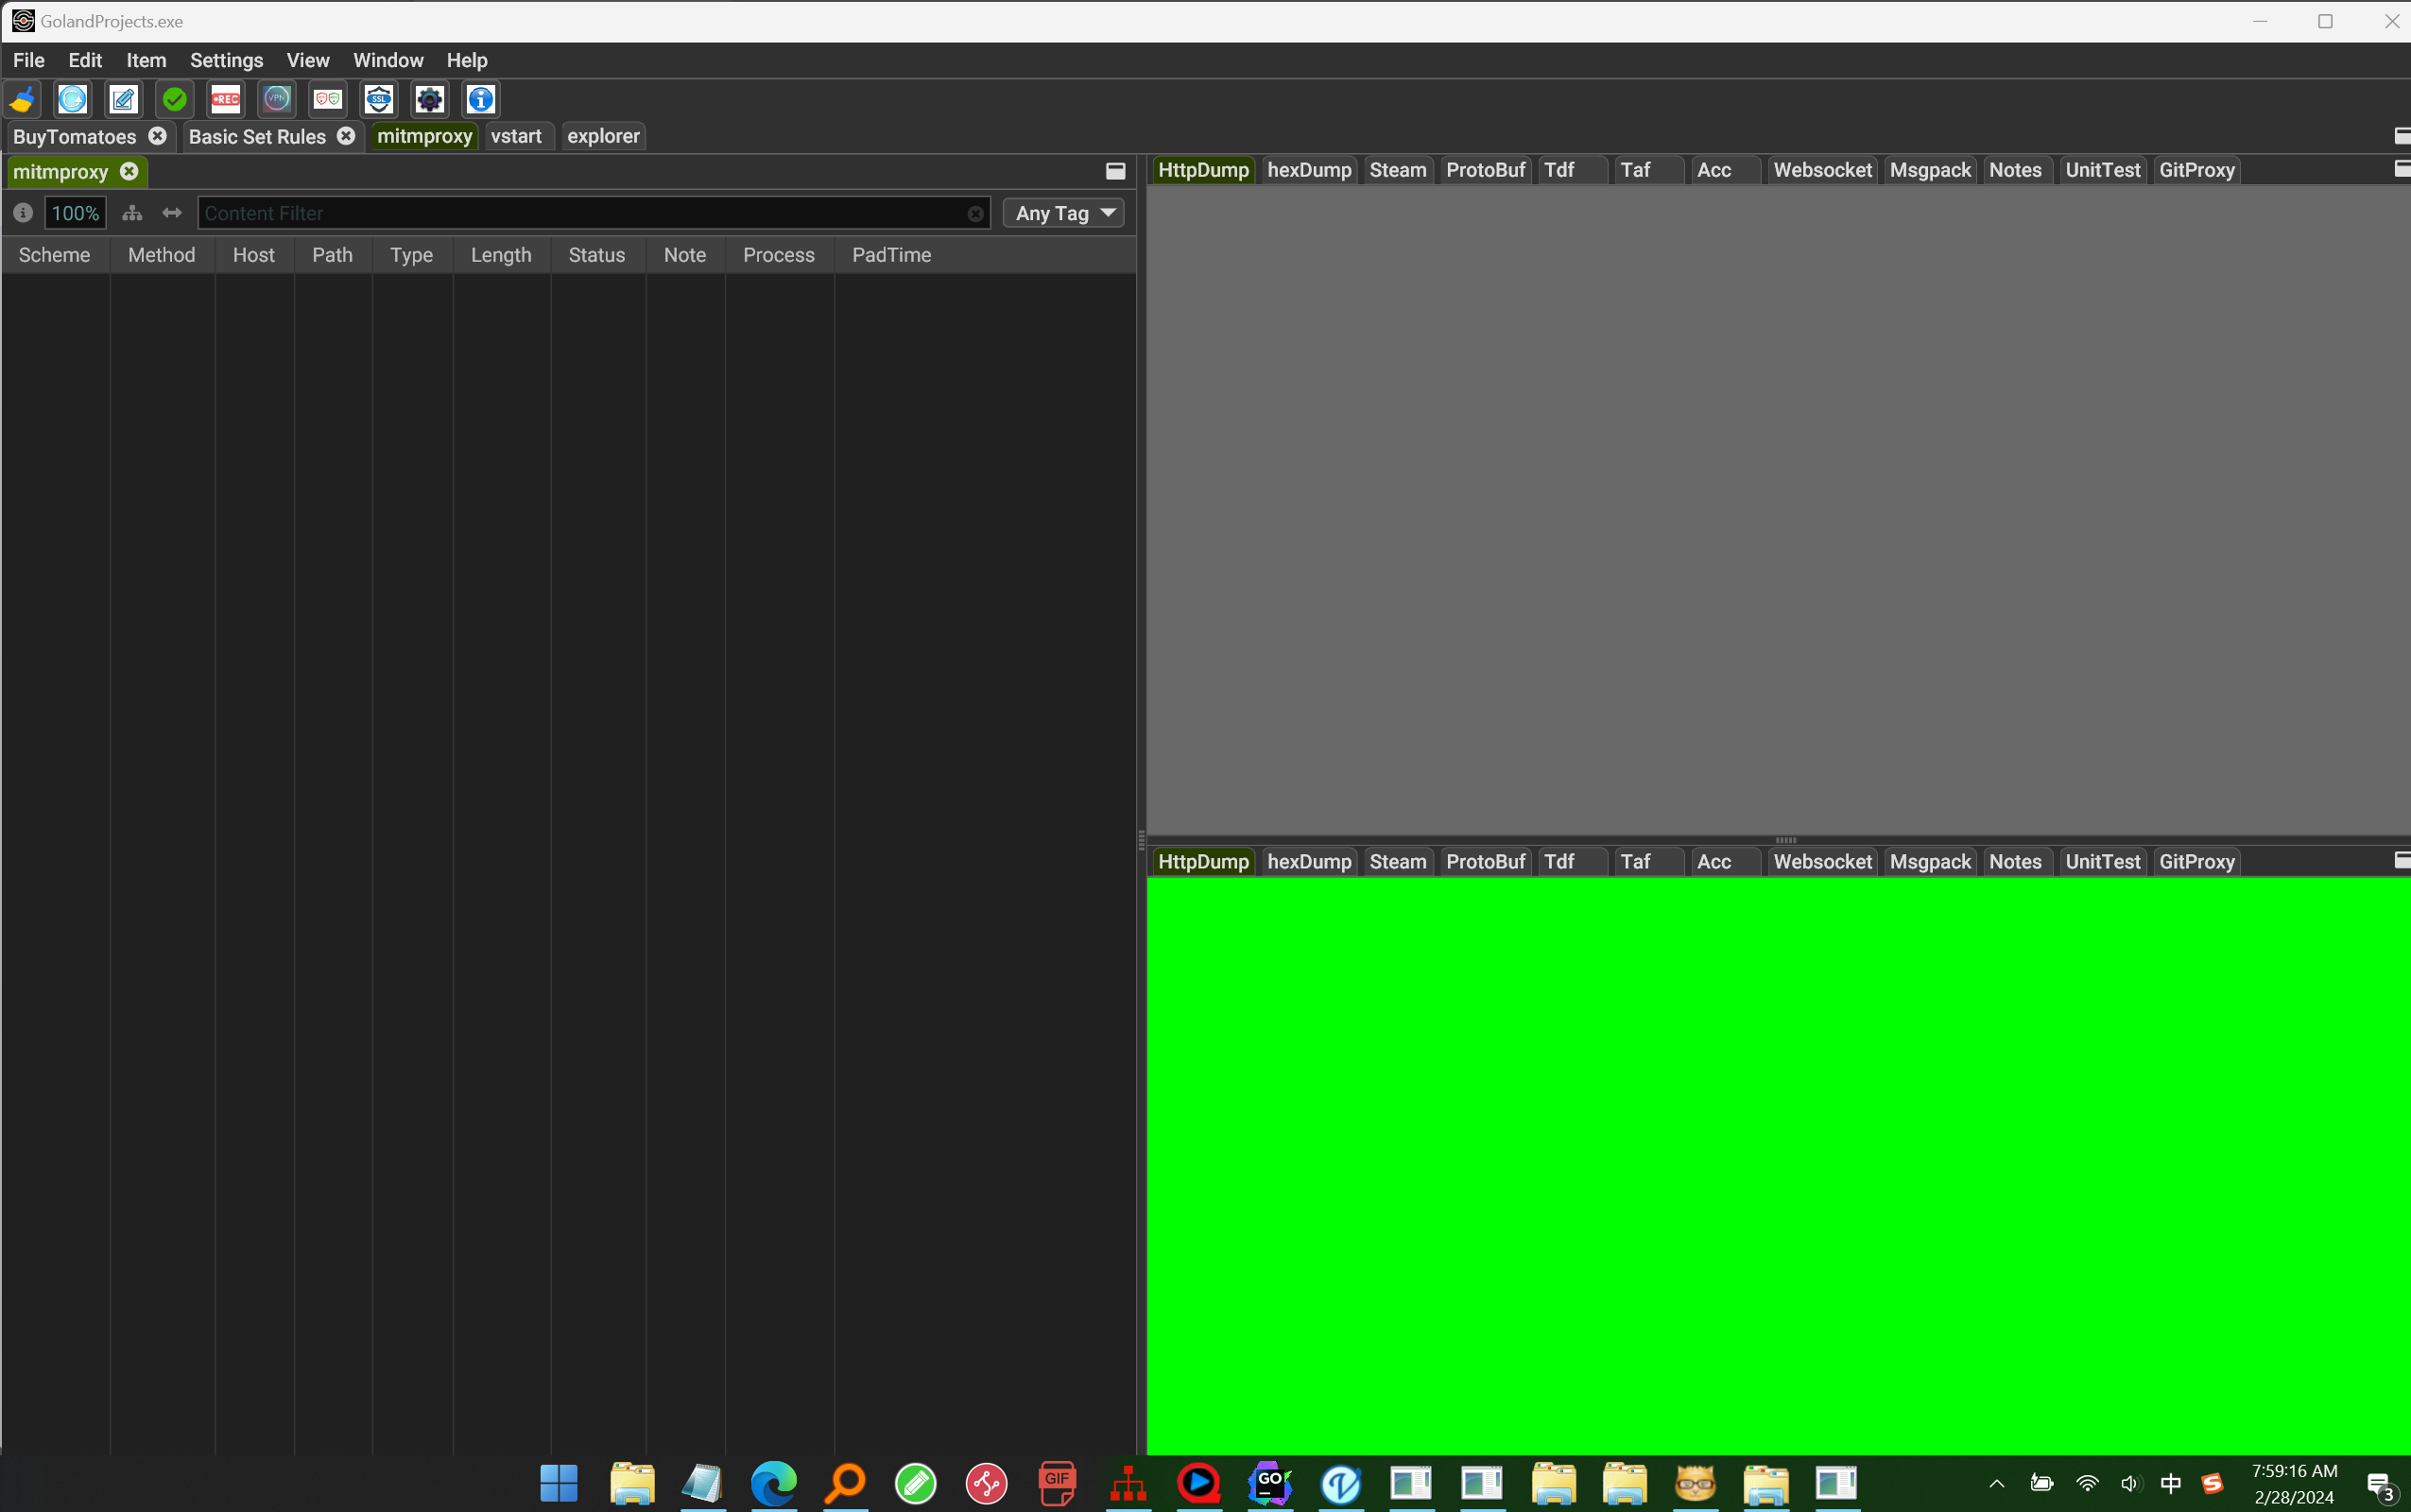 GolandProjects.exe
File Edit Item Settings View Window Help
REC VPN SSL
BuyTomatoes Basic Set Rules mitmproxy vstart explorer
mitmproxy
HttpDump hexDump Steam ProtoBuf Tdf Taf Acc Websocket Msgpack Notes UnitTest GitProxy
100% Content Filter Any Tag
Scheme Method Host Path Type Length Status Note Process PadTime
HttpDump hexDump Steam ProtoBuf Tdf Taf Acc Websocket Msgpack Notes UnitTest GitProxy
GIF GO 中 S 7:59:16 AM
2/28/2024 3